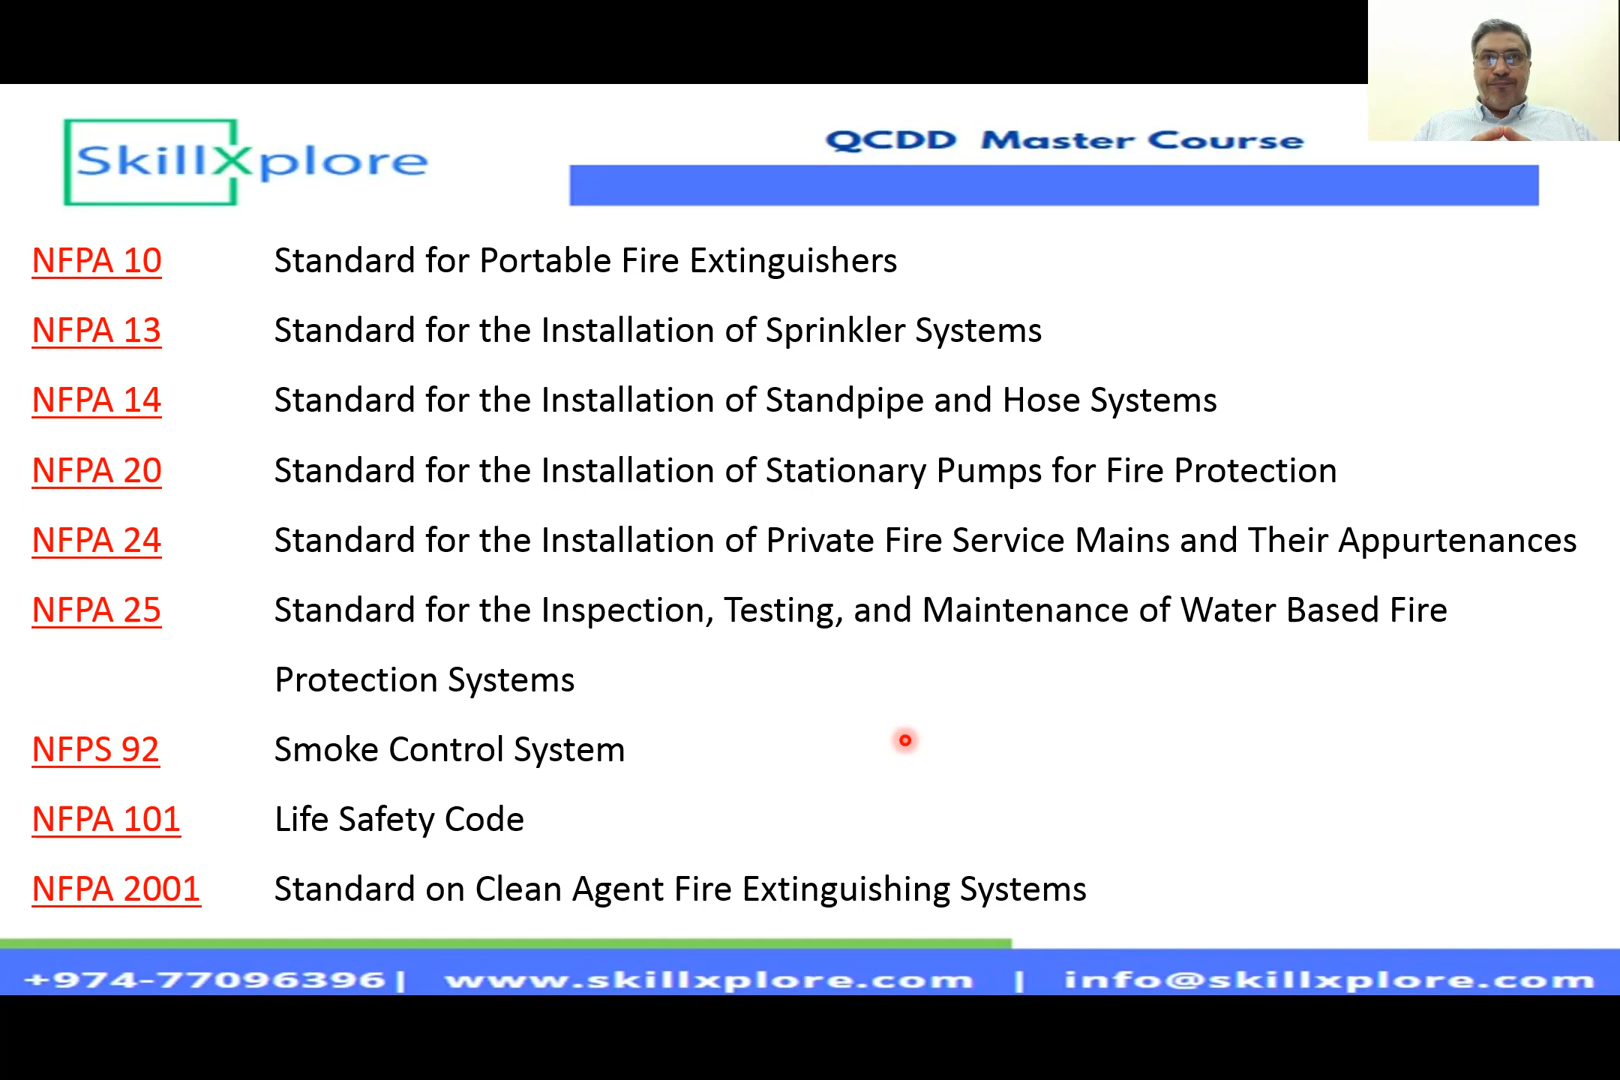 SkillXplore
QCDD Master Course
NFPA 10 Standard for Portable Fire Extinguishers
NFPA 13 Standard for the Installation of Sprinkler Systems
NFPA 14 Standard for the Installation of Standpipe and Hose Systems
NFPA 20 Standard for the Installation of Stationary Pumps for Fire Protection
NFPA 24 Standard for the Installation of Private Fire Service Mains and Their Appurtenances
NFPA 25 Standard for the Inspection, Testing, and Maintenance of Water Based Fire
Protection Systems
NFPS 92 Smoke Control System
NFPA 101 Life Safety Code
NFPA 2001 Standard on Clean Agent Fire Extinguishing Systems
+974-77096396| www.skillxplore.com | info@skillxplore.com